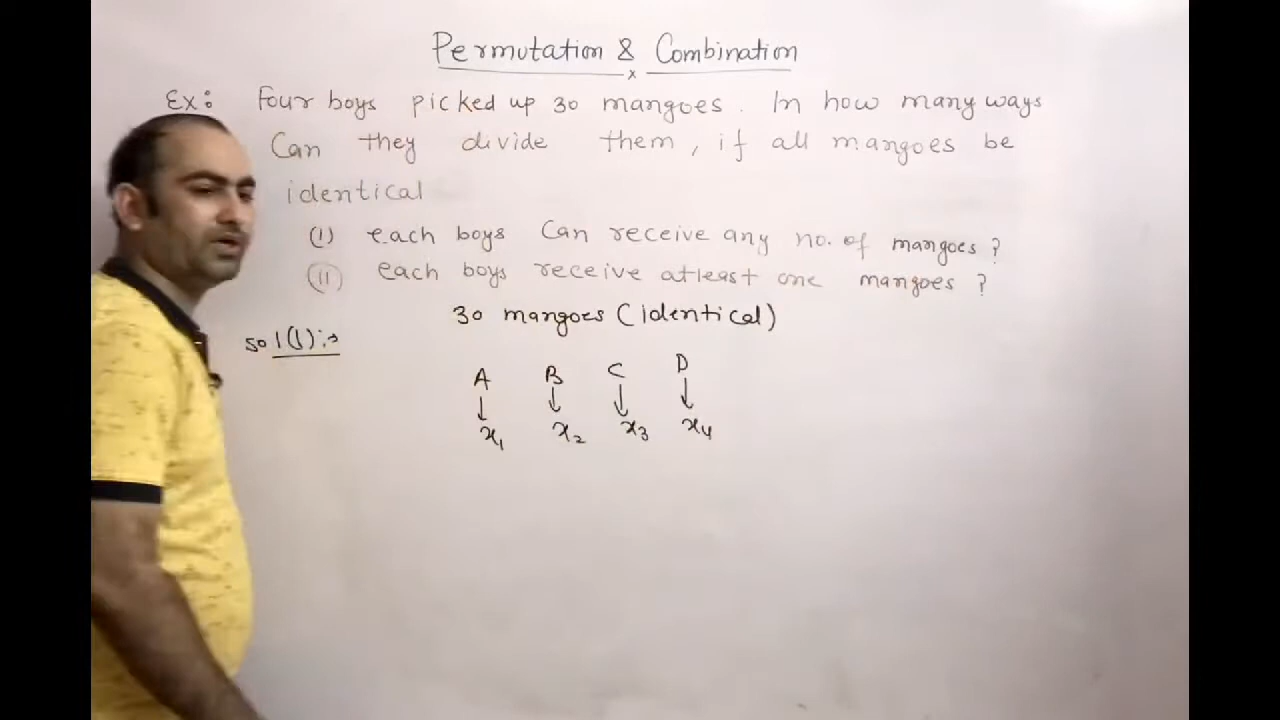 Permutation & Combination
x
Ex: Four boys picked up 30 mangoes. In how many ways
Can they divide them, if all mangoes be
identical
(I) each boys Can receive any no. of mangoes?
(II) each boys receive atleast one mangoes?
30 mangoes (identical)
sol(1):→
A B C D
↓ ↓ ↓ ↓
x₁ x₂ x₃ x₄